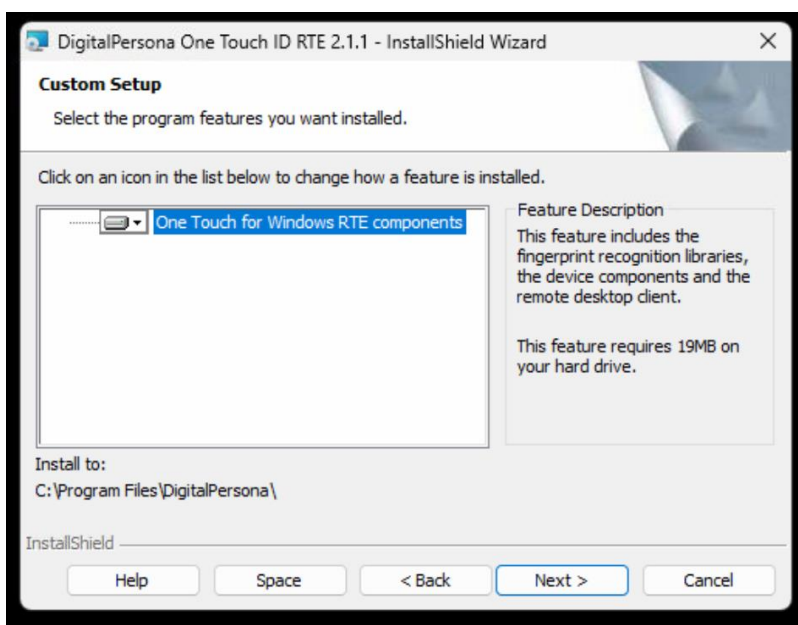 DigitalPersona One Touch ID RTE 2.1.1 - InstallShield Wizard
Custom Setup
Select the program features you want installed.
Click on an icon in the list below to change how a feature is installed.
One Touch for Windows RTE components
Feature Description
This feature includes the
fingerprint recognition libraries,
the device components and the
remote desktop client.
This feature requires 19MB on
your hard drive.
Install to:
C:\Program Files\DigitalPersona\
InstallShield
Help
Space
< Back
Next >
Cancel